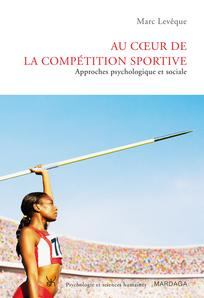 Marc Levêque
AU CŒUR DE
LA COMPÉTITION SPORTIVE
Approches psychologique et sociale
Psychologie et sciences humaines
MARDAGA